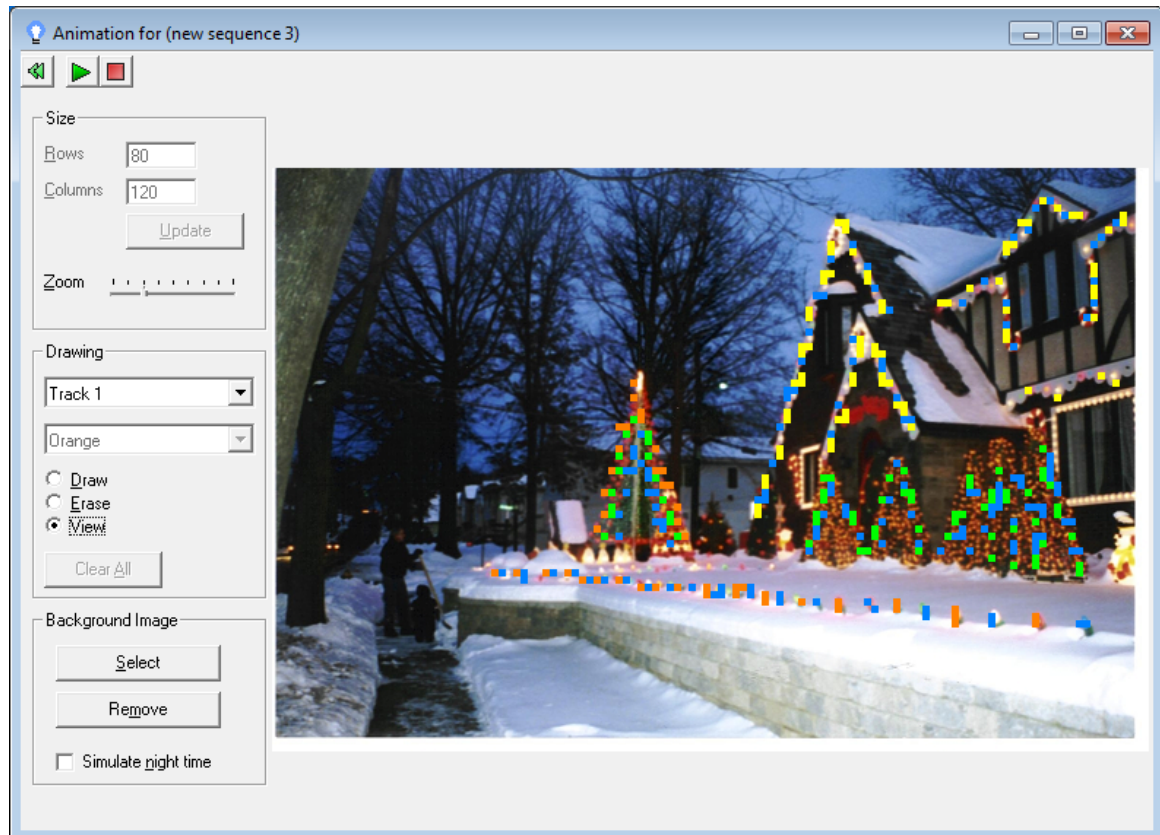 Animation for (new sequence 3)
Size
Rows 80
Columns 120
Update
Zoom
Drawing
Track 1
Orange
Draw
Erase
View
Clear All
Background Image
Select
Remove
Simulate night time